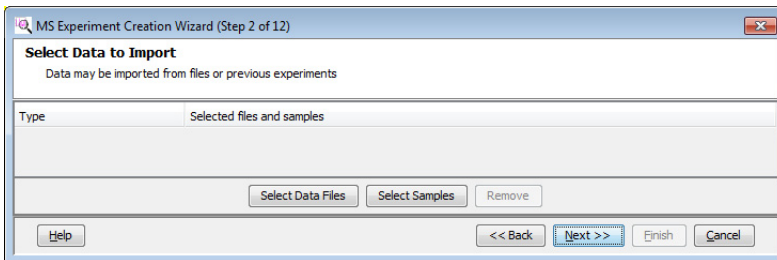 MS Experiment Creation Wizard (Step 2 of 12)
Select Data to Import
Data may be imported from files or previous experiments
Type Selected files and samples
Select Data Files Select Samples Remove
Help << Back Next >> Finish Cancel